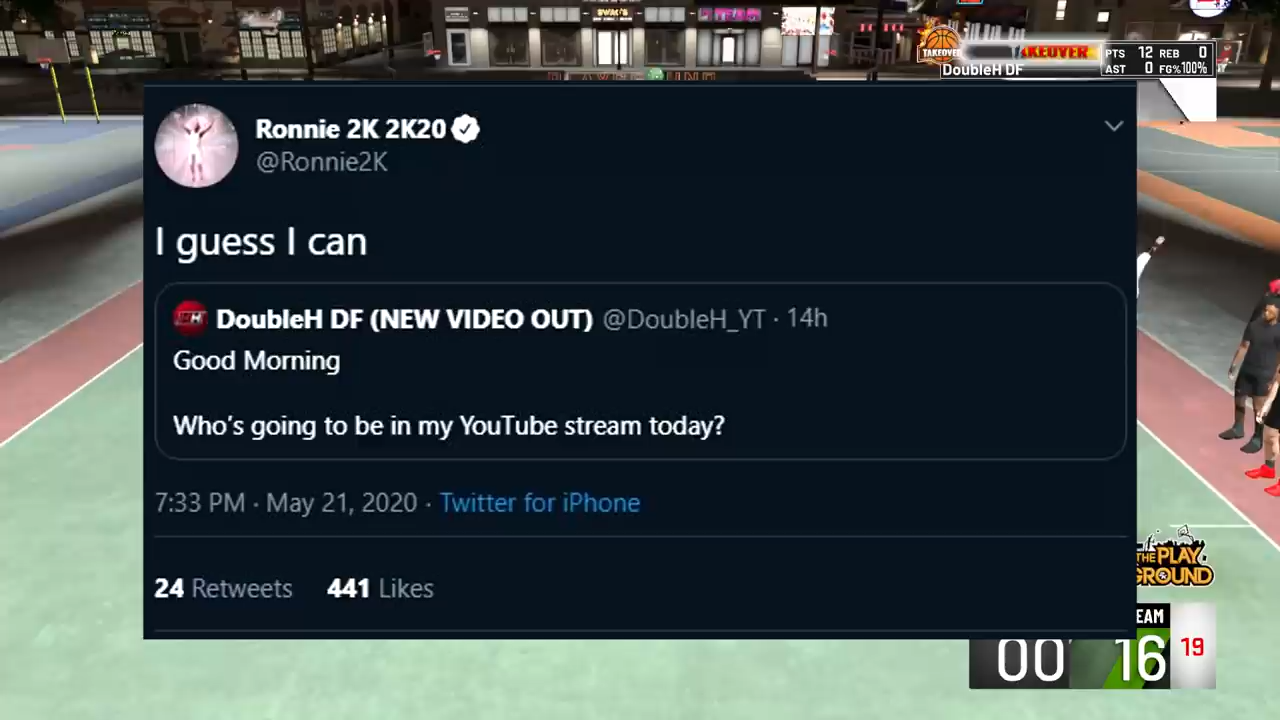 TAKEOVER
PTS 12 REB 0
AST 0 FG% 100%
DoubleH DF
Ronnie 2K 2K20
@Ronnie2K
I guess I can
DoubleH DF (NEW VIDEO OUT) @DoubleH_YT · 14h
Good Morning
Who's going to be in my YouTube stream today?
7:33 PM · May 21, 2020 · Twitter for iPhone
24 Retweets 441 Likes
THE PLAY
GROUND
00 16 19